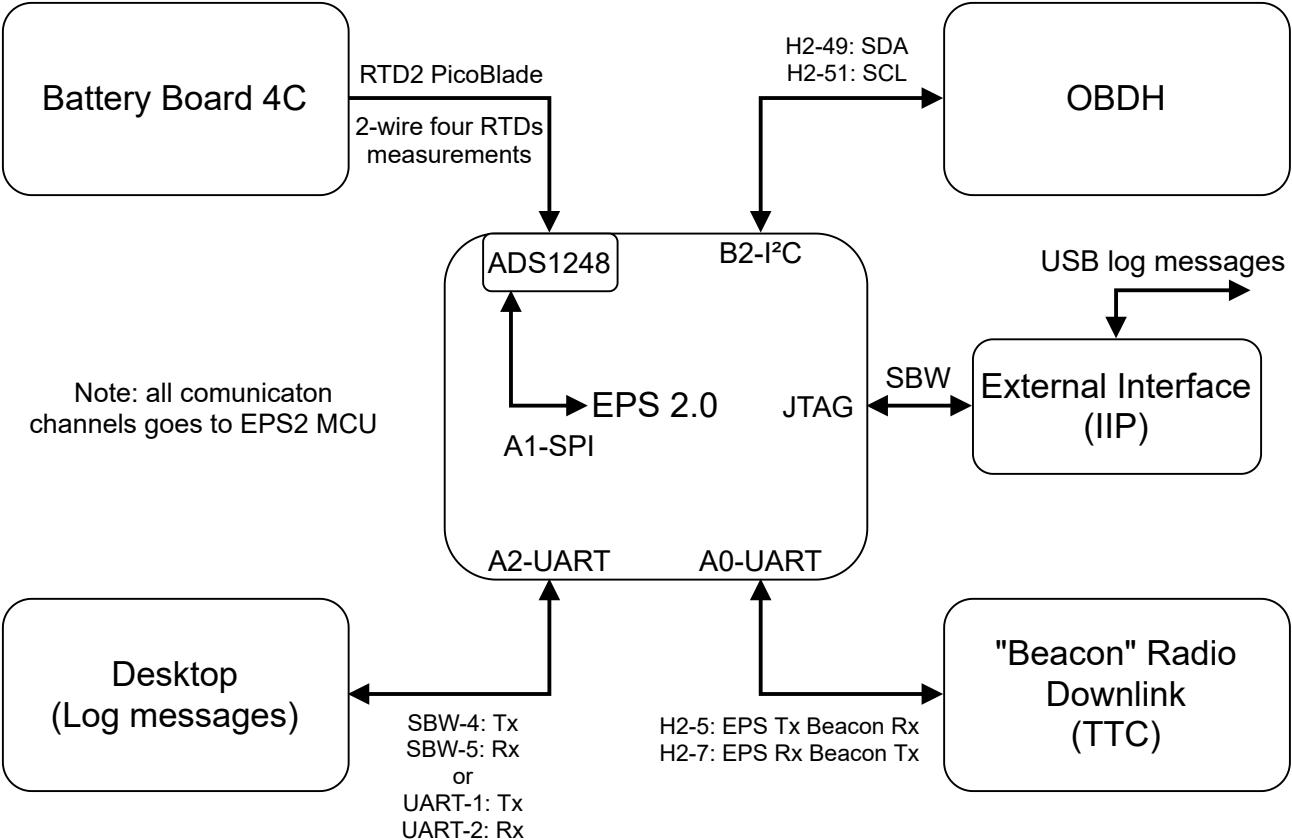 Battery Board 4C
RTD2 PicoBlade
2-wire four RTDs
measurements
H2-49: SDA
H2-51: SCL
OBDH
ADS1248
B2-I²C
USB log messages
Note: all comunicaton
channels goes to EPS2 MCU
EPS 2.0
A1-SPI
JTAG
SBW
External Interface
(IIP)
A2-UART
A0-UART
Desktop
(Log messages)
SBW-4: Tx
SBW-5: Rx
or
UART-1: Tx
UART-2: Rx
H2-5: EPS Tx Beacon Rx
H2-7: EPS Rx Beacon Tx
"Beacon" Radio
Downlink
(TTC)